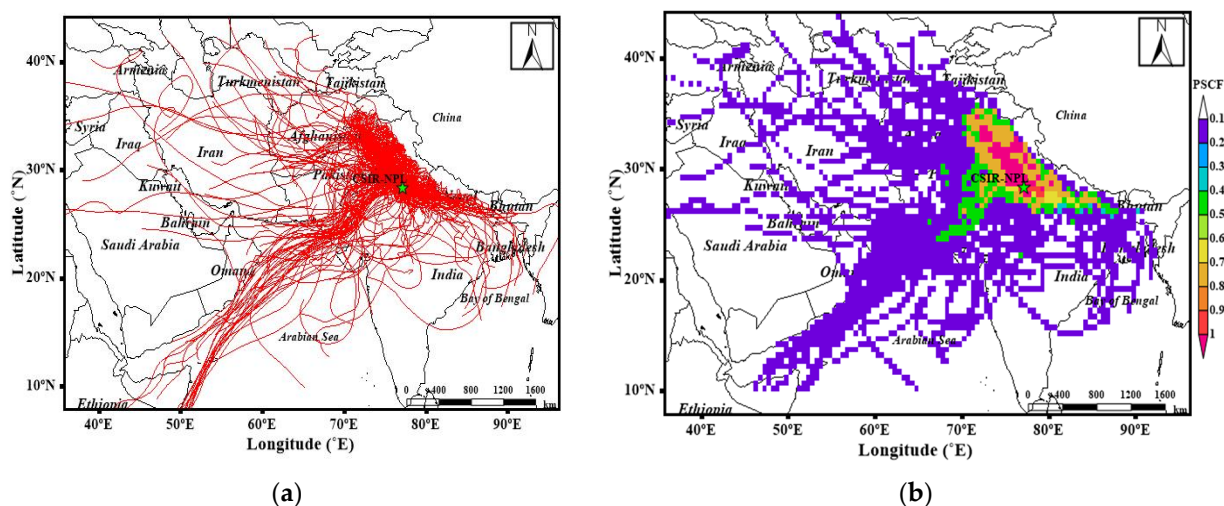 40°N
30°N
20°N
10°N
Latitude (˚N)
40°E
50°E
60°E
70°E
80°E
90°E
Longitude (˚E)
N
Armenia
Turkmenistan
Tajikistan
China
Syria
Iraq
Iran
Afghanistan
CSIR-NPL
Kuwait
Bhutan
Bahrain
Saudi Arabia
Bangladesh
Oman
India
Bay of Bengal
Arabian Sea
Ethiopia
0 400 800 1200 1600
km
(a)
40°N
30°N
20°N
10°N
Latitude (˚N)
40°E
50°E
60°E
70°E
80°E
90°E
Longitude (˚E)
N
Armenia
Turkmenistan
Tajikistan
China
Syria
Iraq
Iran
CSIR-NPL
Kuwait
Bhutan
Bahrain
Saudi Arabia
India
Bay of Bengal
Arabian Sea
Ethiopia
0 400 800 1200 1600
km
PSCF
0.1
0.2
0.3
0.4
0.5
0.6
0.7
0.8
0.9
1
(b)